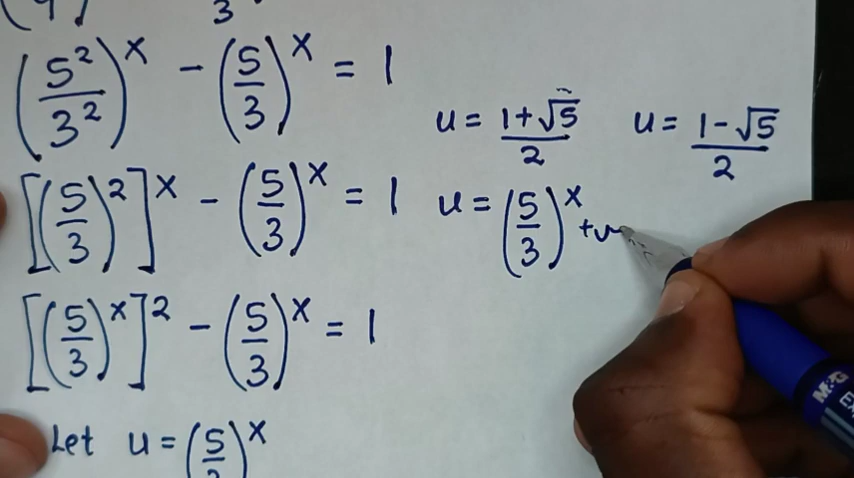 (5²/3²)^x - (5/3)^x = 1
[(5/3)²]^x - (5/3)^x = 1
[(5/3)^x]² - (5/3)^x = 1
Let u = (5/3)^x
u = (1+√5)/2 u = (1-√5)/2
u = (5/3)^x
M&G